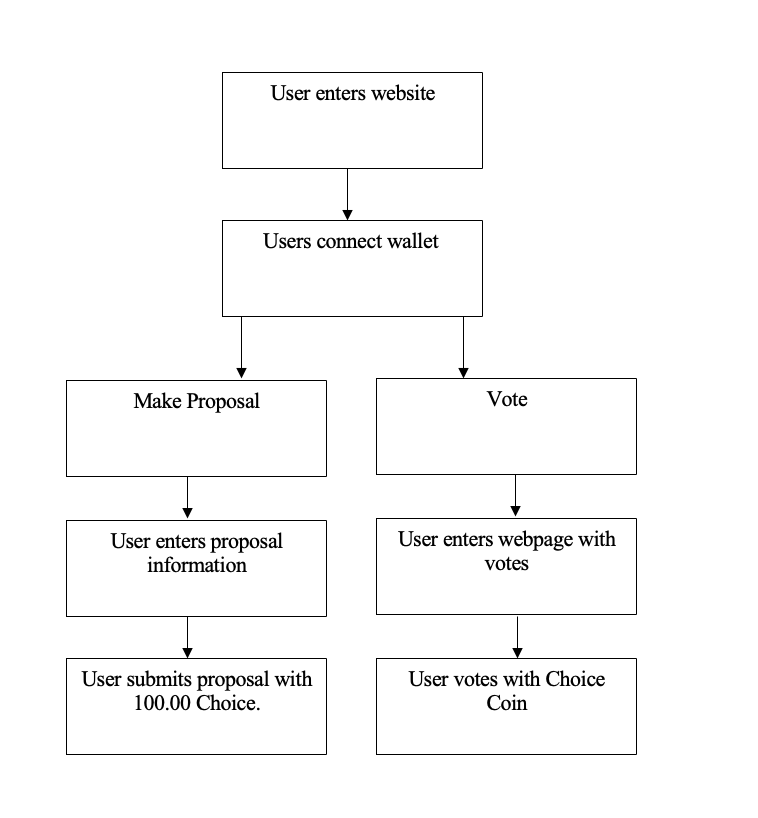 User enters website
Users connect wallet
Make Proposal
Vote
User enters proposal
information
User enters webpage with
votes
User submits proposal with
100.00 Choice.
User votes with Choice
Coin